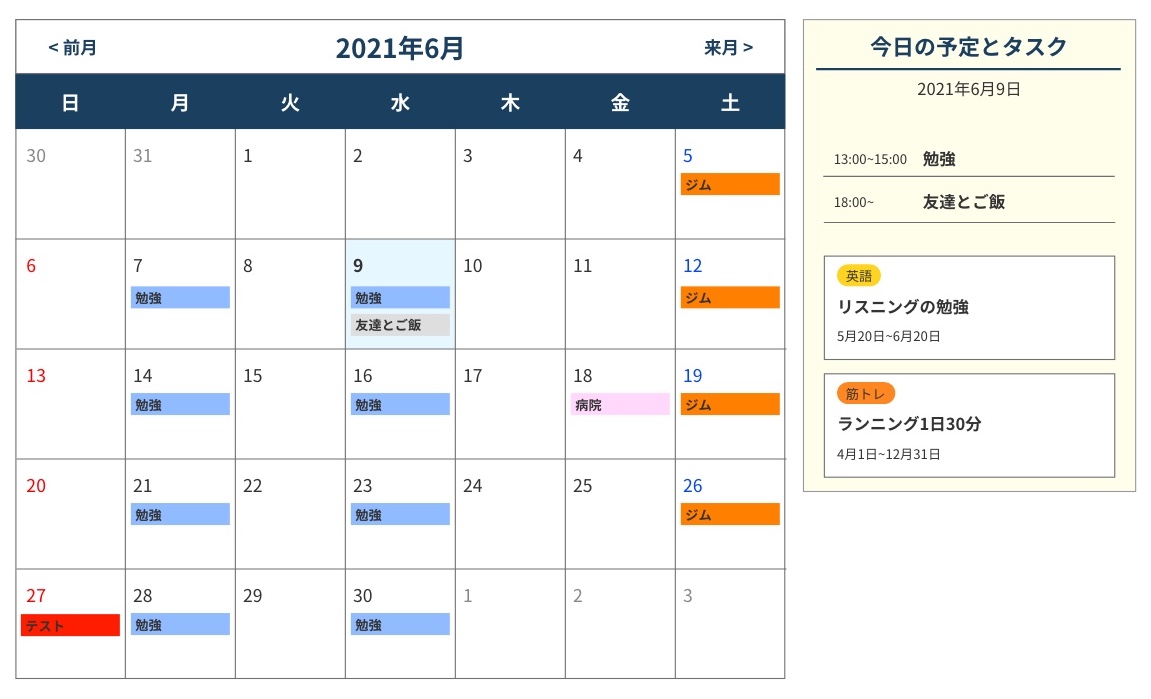 < 前月 2021年6月 来月 >
日 月 火 水 木 金 土
30 31 1 2 3 4 5
ジム
6 7 8 9 10 11 12
勉強 勉強 ジム
友達とご飯
13 14 15 16 17 18 19
勉強 勉強 病院 ジム
20 21 22 23 24 25 26
勉強 勉強 ジム
27 28 29 30 1 2 3
テスト 勉強 勉強
今日の予定とタスク
2021年6月9日
13:00~15:00 勉強
18:00~ 友達とご飯
英語
リスニングの勉強
5月20日~6月20日
筋トレ
ランニング1日30分
4月1日~12月31日